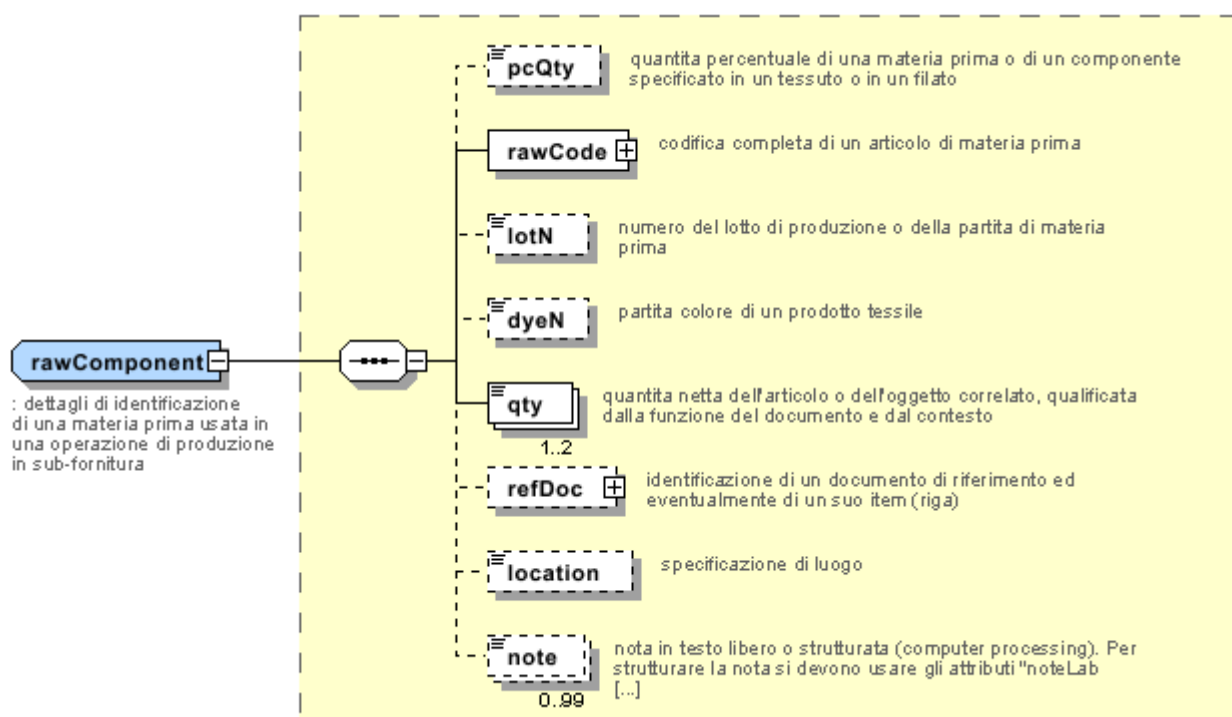 pcQty
quantita percentuale di una materia prima o di un componente
specificato in un tessuto o in un filato
rawCode
codifica completa di un articolo di materia prima
lotN
numero del lotto di produzione o della partita di materia
prima
dyeN
partita colore di un prodotto tessile
rawComponent
: dettagli di identificazione
di una materia prima usata in
una operazione di produzione
in sub-fornitura
qty
quantita netta dell'articolo o dell'oggetto correlato, qualificata
dalla funzione del documento e dal contesto
1..2
refDoc
identificazione di un documento di riferimento ed
eventualmente di un suo item (riga)
location
specificazione di luogo
note
nota in testo libero o strutturata (computer processing). Per
strutturare la nota si devono usare gli attributi "noteLab
[...]
0..99